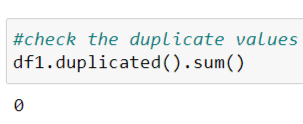 #check the duplicate values
df1.duplicated().sum()
0